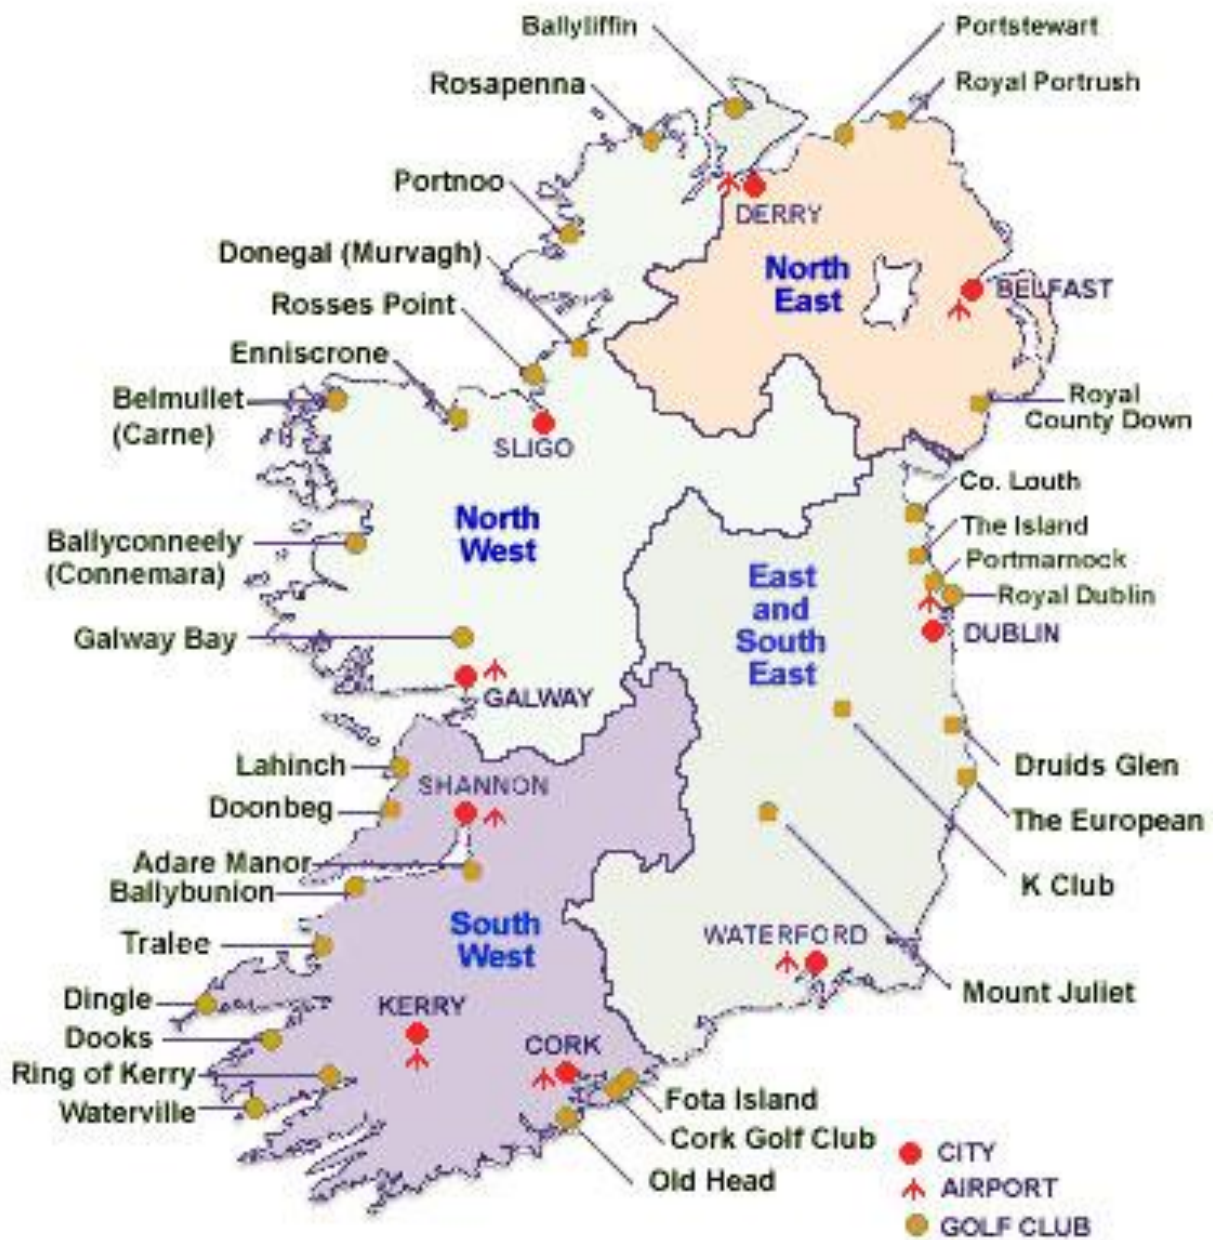 Ballyliffin
Portstewart
Rosapenna
Royal Portrush
Portnoo
DERRY
Donegal (Murvagh)
North
East
BELFAST
Rosses Point
Enniscrone
Belmullet
(Carne)
Royal
County Down
SLIGO
Co. Louth
North
West
The Island
Ballyconneely
(Connemara)
Portmarnock
East
and
South
East
Royal Dublin
DUBLIN
Galway Bay
GALWAY
Lahinch
Druids Glen
SHANNON
Doonbeg
The European
Adare Manor
Ballybunion
K Club
South
West
Tralee
WATERFORD
Mount Juliet
Dingle
KERRY
Dooks
CORK
Ring of Kerry
Waterville
Fota Island
Cork Golf Club
Old Head
CITY
AIRPORT
GOLF CLUB